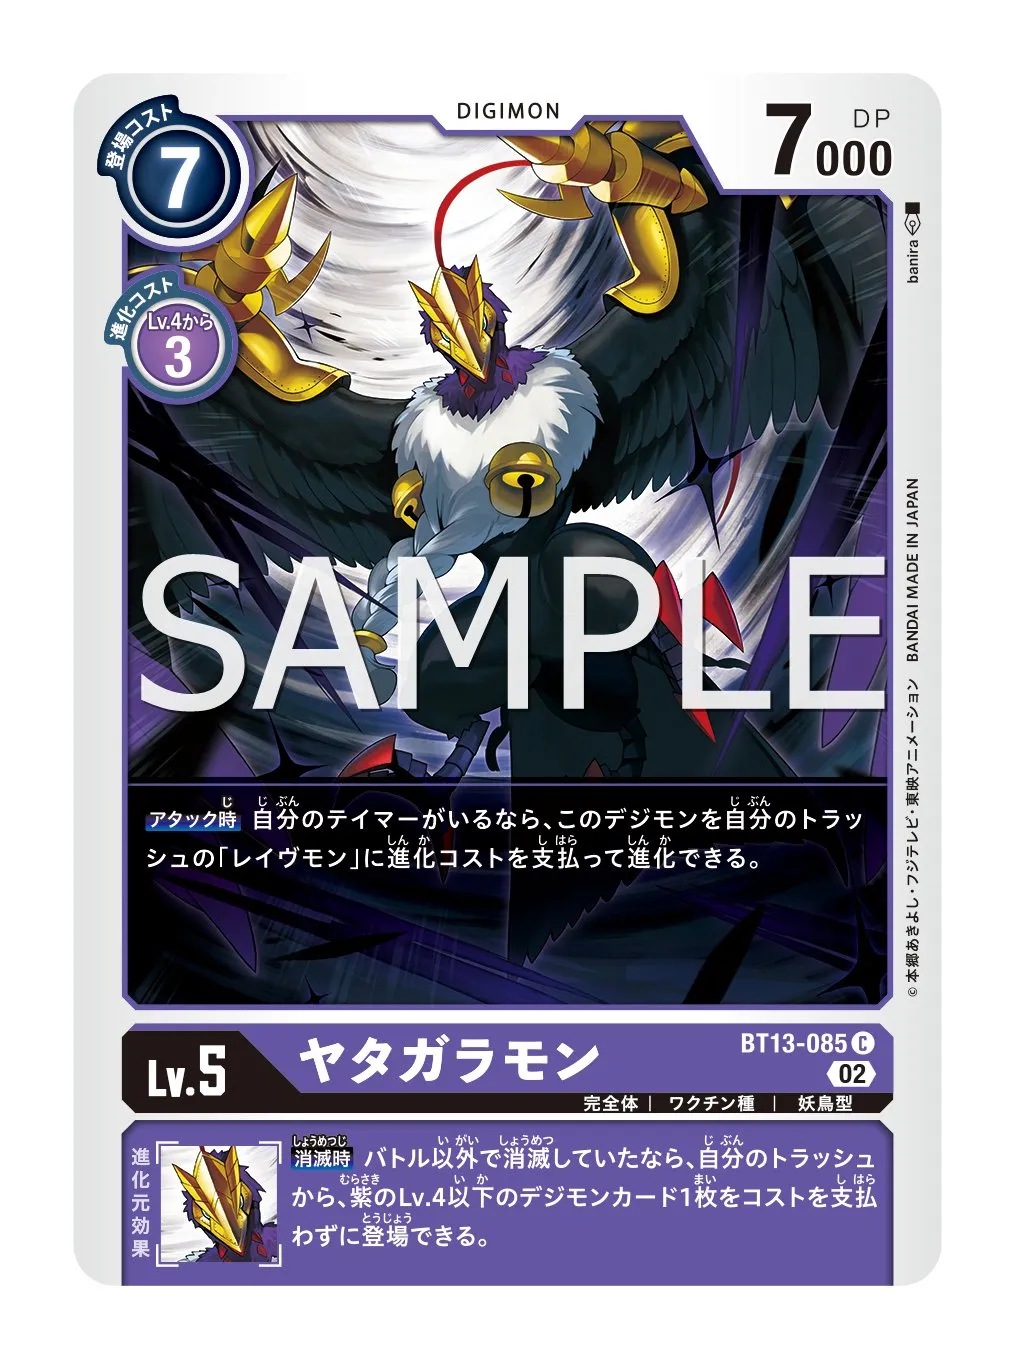 DIGIMON
登場コスト
7
7000 DP
進化コスト
Lv.4から
3
banira
BANDAI MADE IN JAPAN
©本郷あきよし・フジテレビ・東映アニメーション
SAMPLE
アタック時 自分のテイマーがいるなら、このデジモンを自分のトラッ
シュの「レイヴモン」に進化コストを支払って進化できる。
Lv.5
ヤタガラモン
BT13-085 C
02
完全体 | ワクチン種 | 妖鳥型
進化元効果
消滅時 バトル以外で消滅していたなら、自分のトラッシュ
から、紫のLv.4以下のデジモンカード1枚をコストを支払
わずに登場できる。